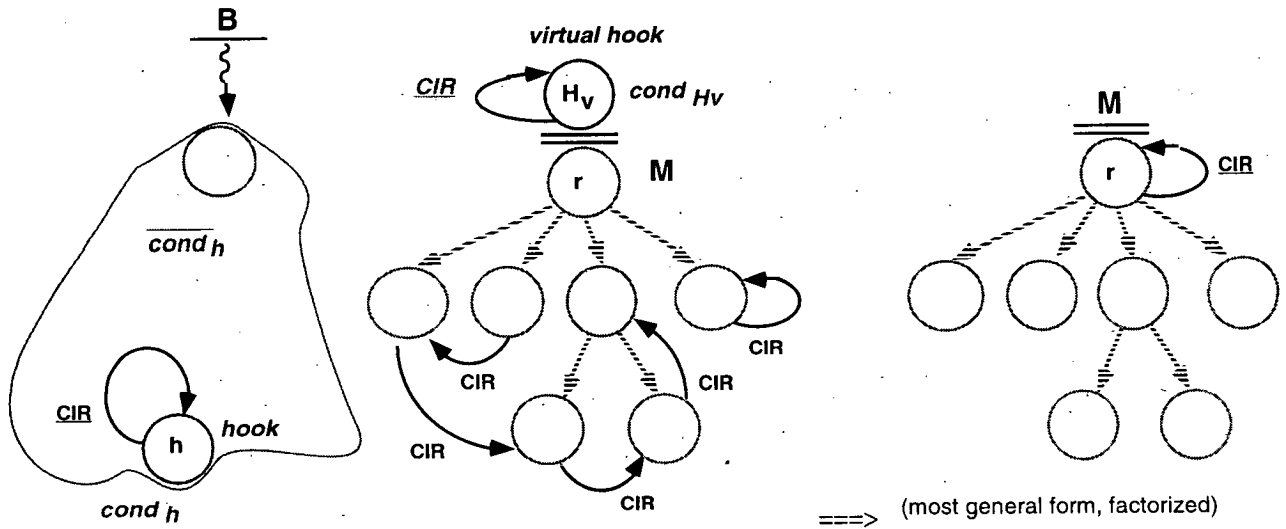 B
cond h
CIR
h
hook
cond h
virtual hook
CIR
Hv
cond Hv
r
M
CIR
CIR
CIR
CIR
CIR
M
r
CIR
===> (most general form, factorized)